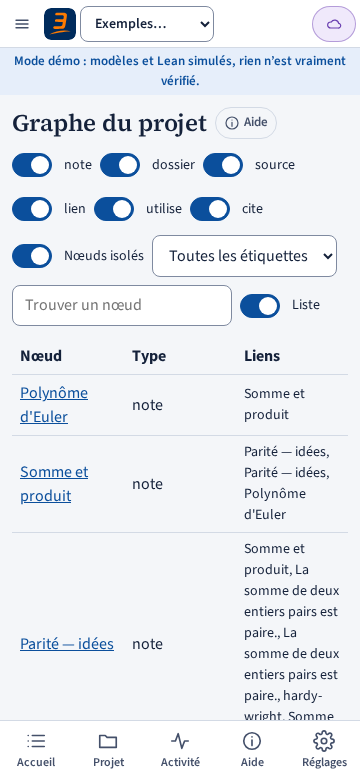 Exemples…
Mode démo : modèles et Lean simulés, rien n’est vraiment
vérifié.
Graphe du projet
Aide
note
dossier
source
lien
utilise
cite
Nœuds isolés
Toutes les étiquettes
Trouver un nœud
Liste
Nœud Type Liens
Polynôme
d'Euler
note
Somme et
produit
Somme et
produit
note
Parité — idées,
Parité — idées,
Polynôme
d'Euler
Parité — idées
note
Somme et
produit, La
somme de deux
entiers pairs est
paire., La
somme de deux
entiers pairs est
paire., hardy-
wright, Somme
Accueil Projet Activité Aide Réglages